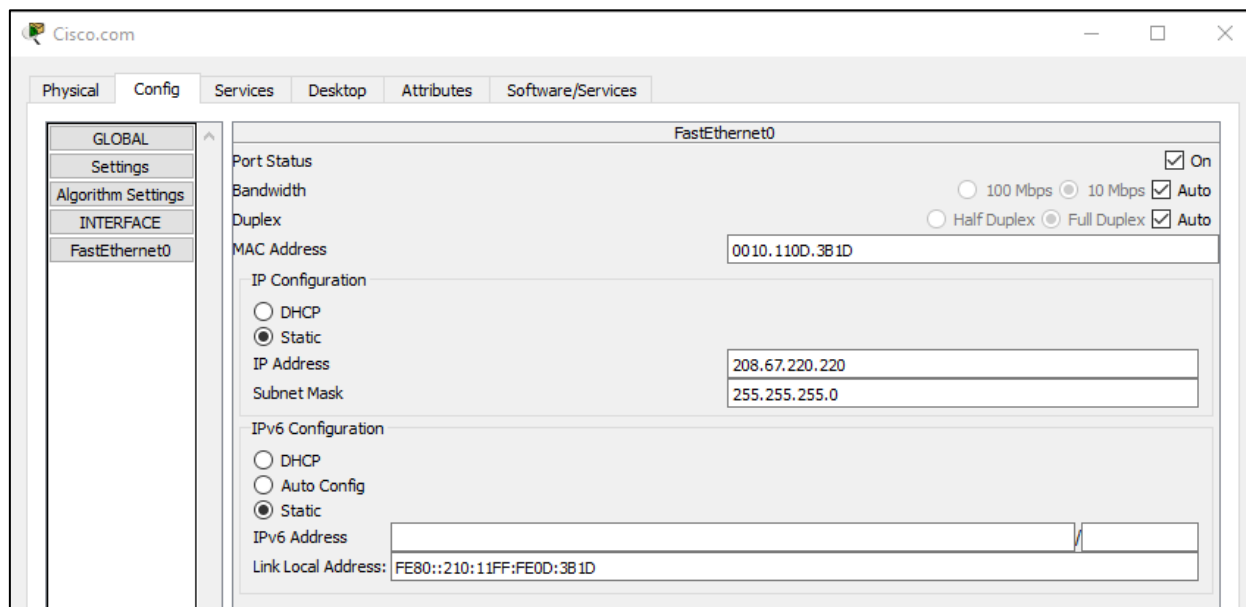 Cisco.com
Physical Config Services Desktop Attributes Software/Services
GLOBAL
Settings
Algorithm Settings
INTERFACE
FastEthernet0
FastEthernet0
Port Status On
Bandwidth 100 Mbps 10 Mbps Auto
Duplex Half Duplex Full Duplex Auto
MAC Address 0010.110D.3B1D
IP Configuration
DHCP
Static
IP Address 208.67.220.220
Subnet Mask 255.255.255.0
IPv6 Configuration
DHCP
Auto Config
Static
IPv6 Address /
Link Local Address: FE80::210:11FF:FE0D:3B1D